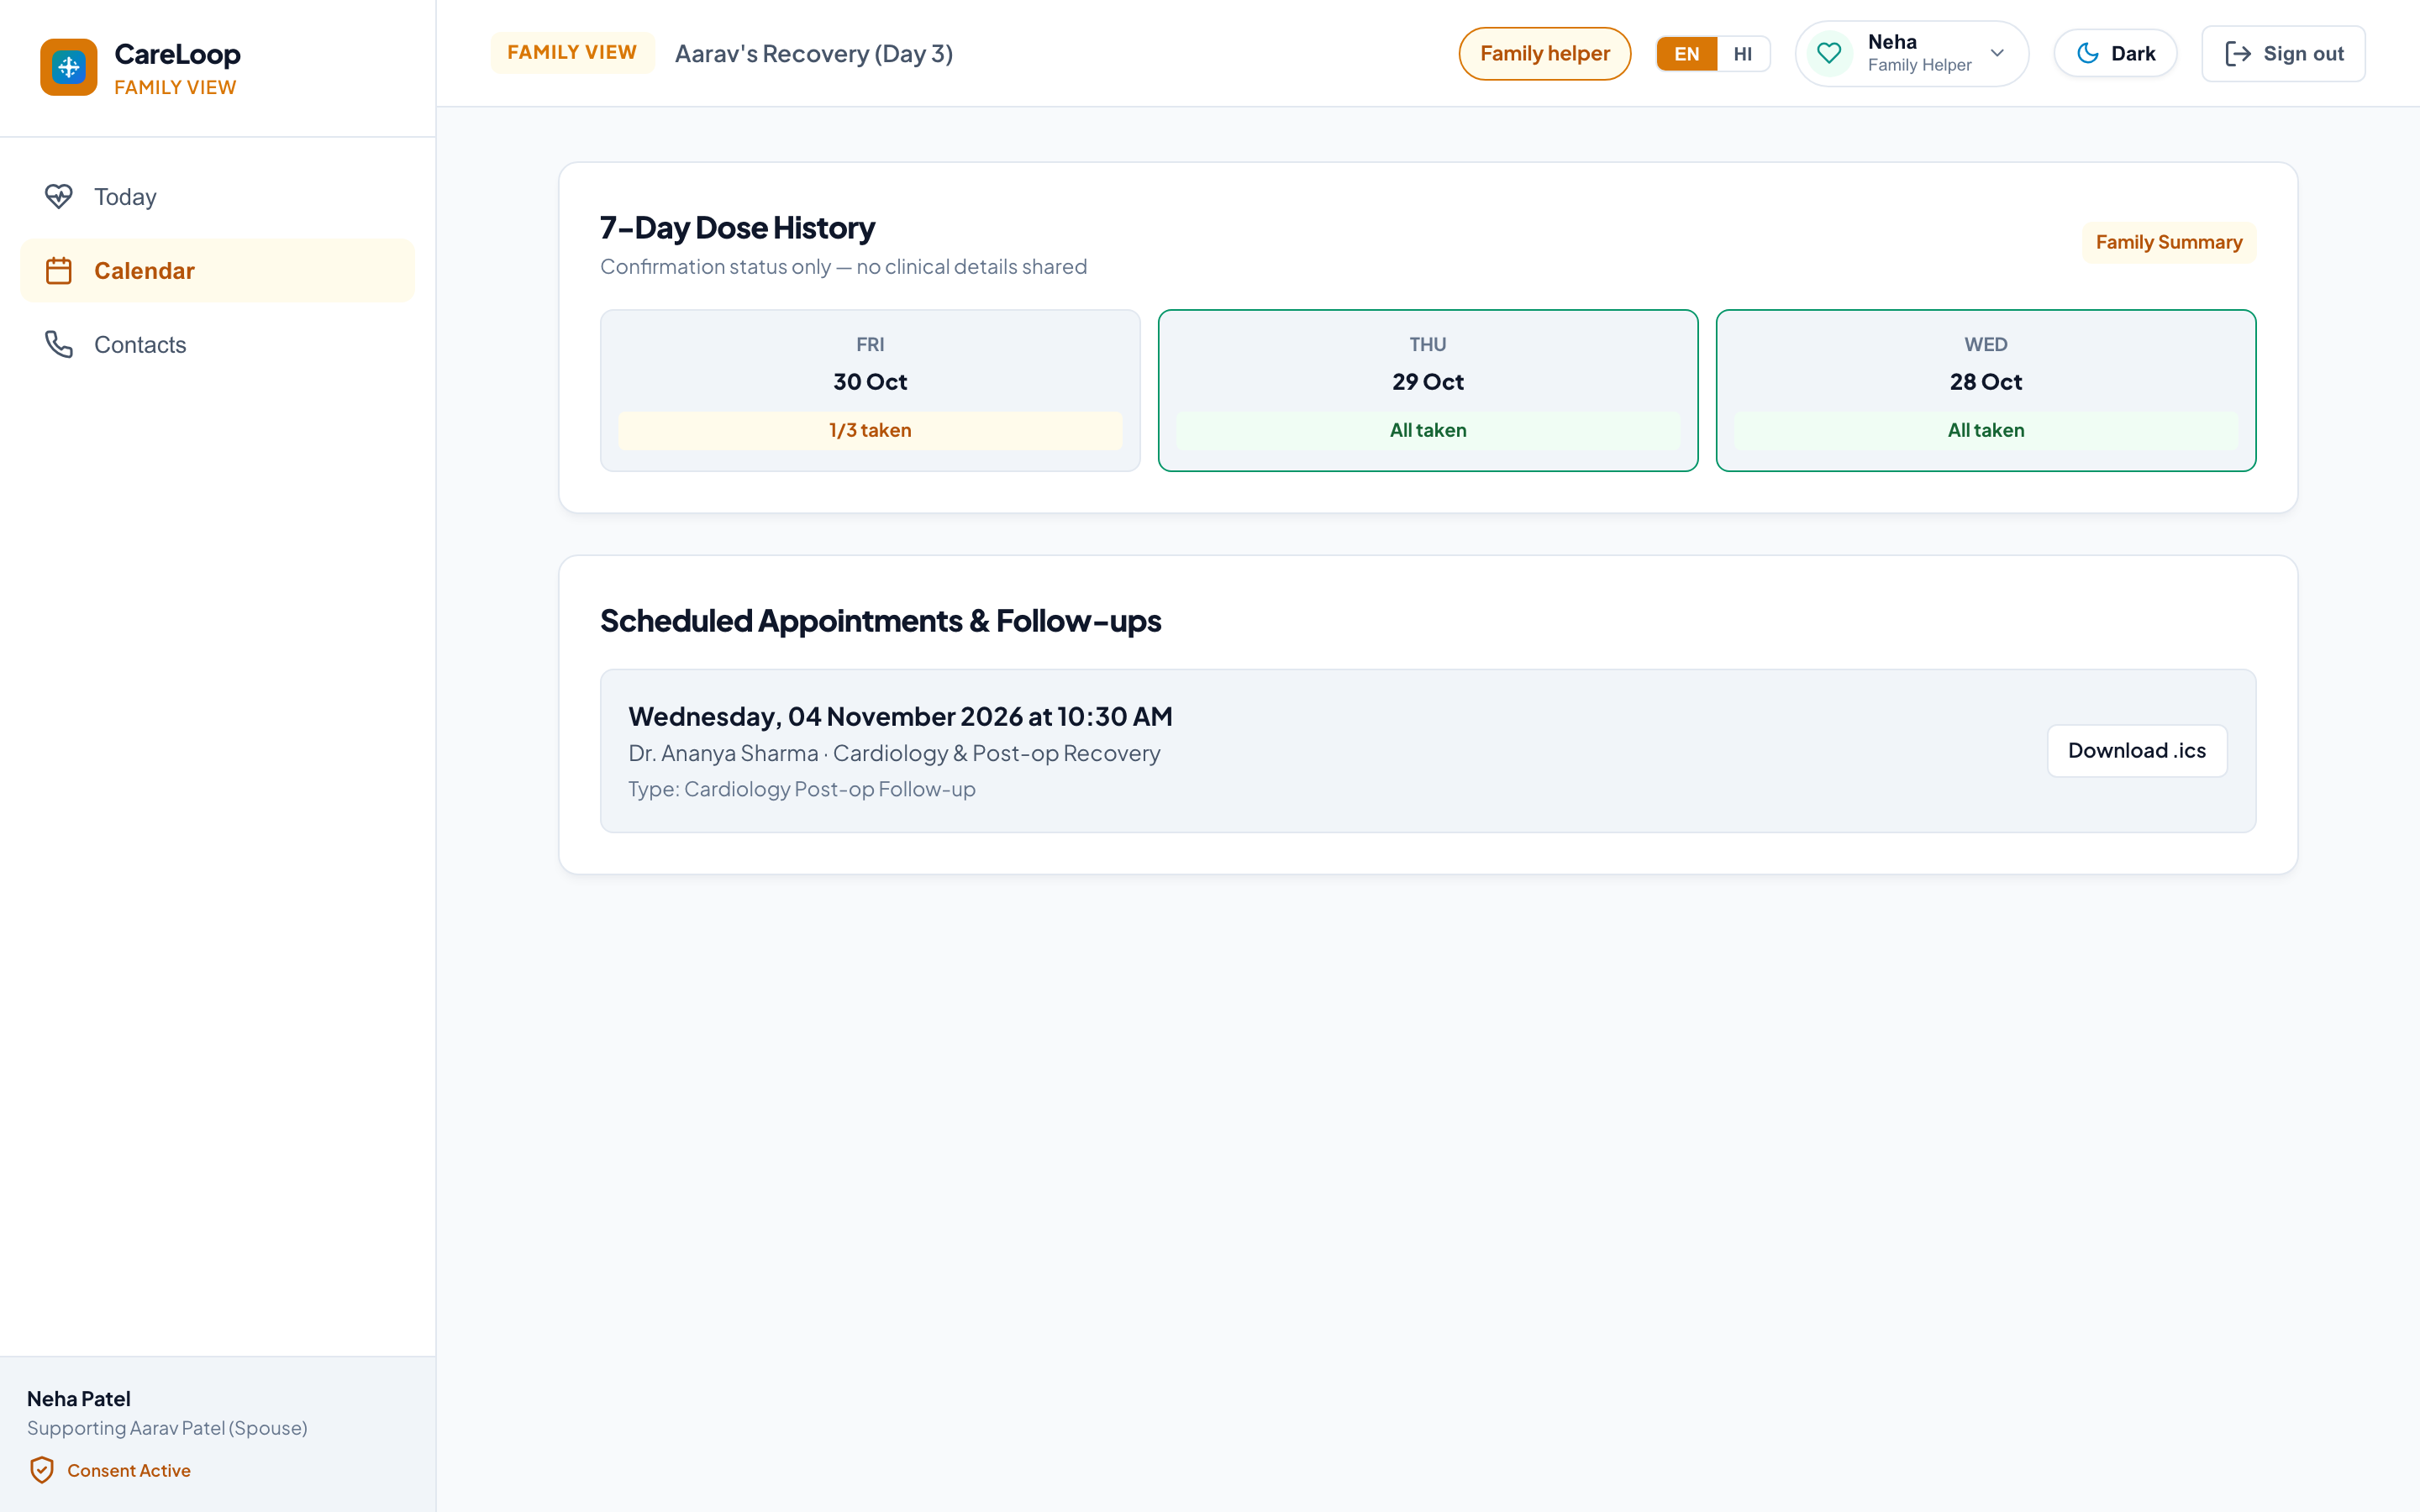 CareLoop
FAMILY VIEW
Today
Calendar
Contacts
Neha Patel
Supporting Aarav Patel (Spouse)
Consent Active
FAMILY VIEW
Aarav's Recovery (Day 3)
Family helper
EN
HI
Neha
Family Helper
Dark
Sign out
7-Day Dose History
Confirmation status only — no clinical details shared
Family Summary
FRI
30 Oct
1/3 taken
THU
29 Oct
All taken
WED
28 Oct
All taken
Scheduled Appointments & Follow-ups
Wednesday, 04 November 2026 at 10:30 AM
Dr. Ananya Sharma · Cardiology & Post-op Recovery
Type: Cardiology Post-op Follow-up
Download .ics